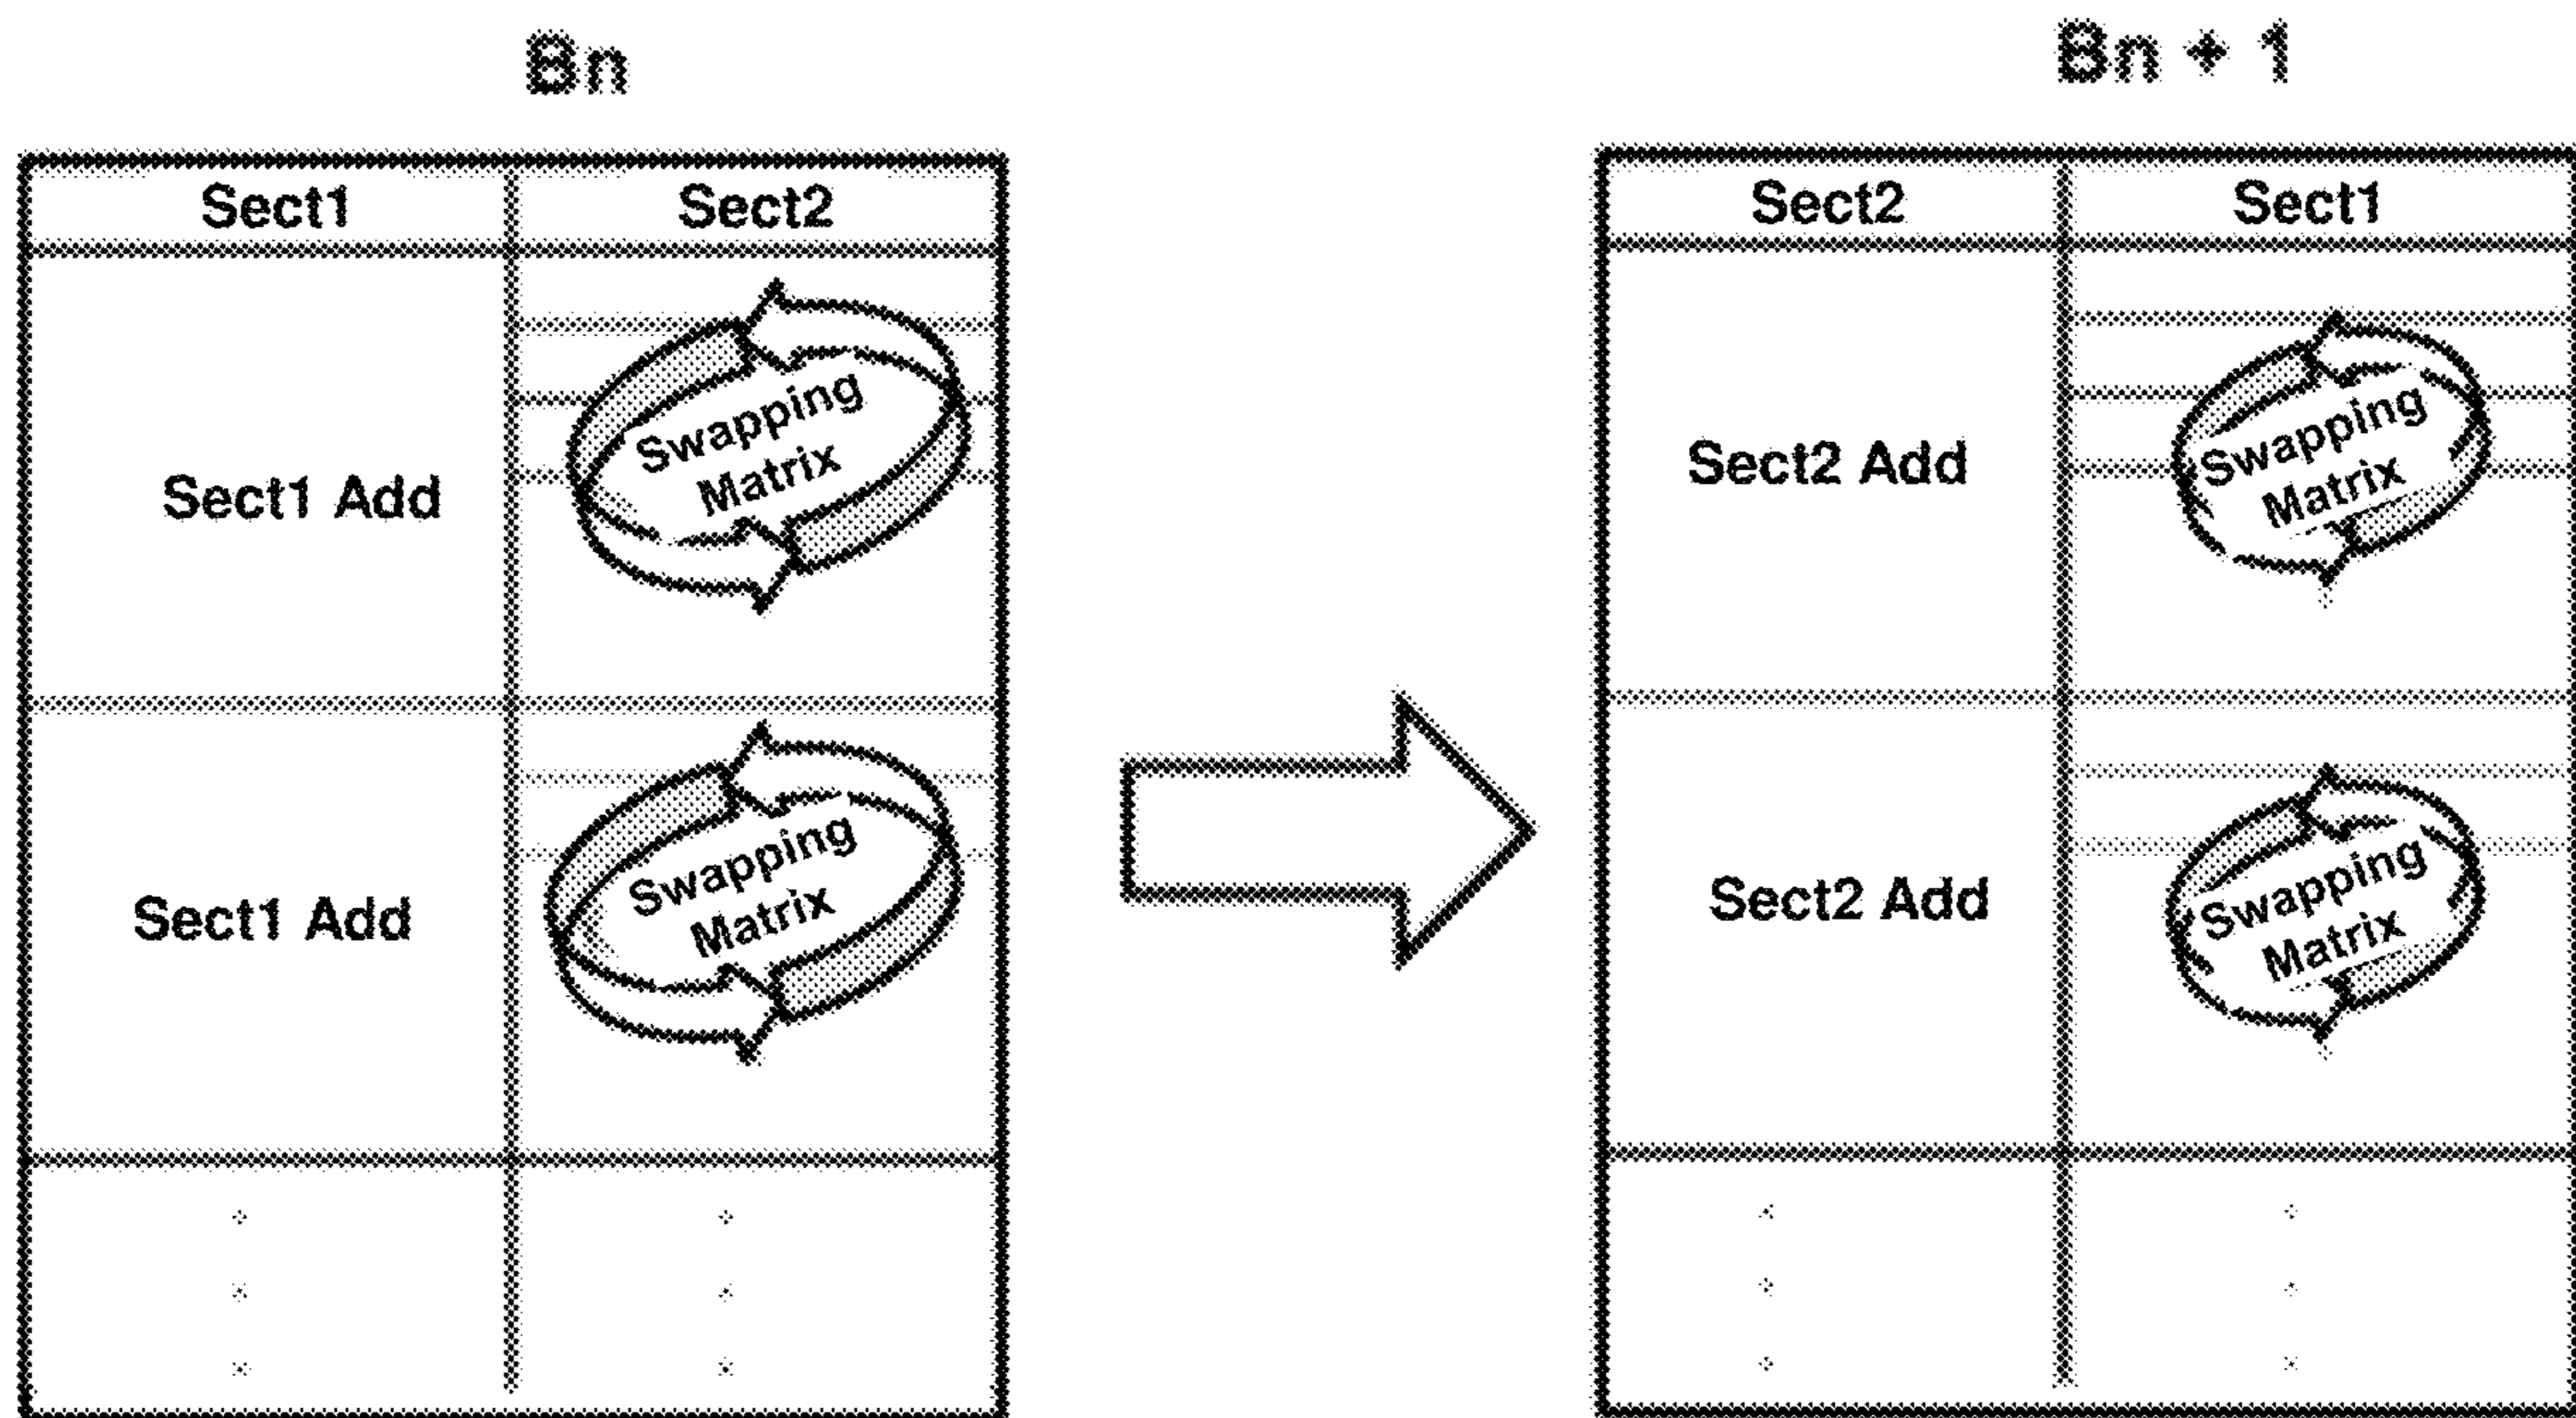 Bn
Sect1 Sect2
Sect1 Add
Swapping
Matrix
Sect1 Add
Swapping
Matrix
Bn + 1
Sect2 Sect1
Sect2 Add
Swapping
Matrix
Sect2 Add
Swapping
Matrix